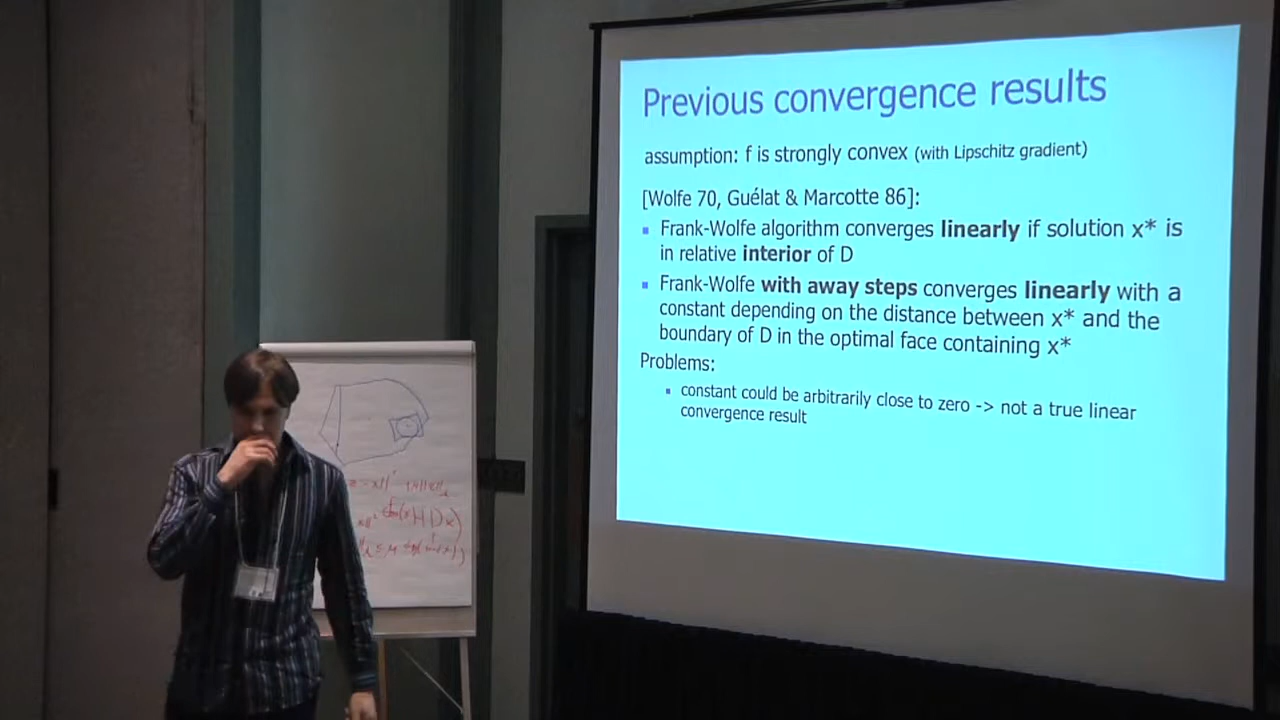 Previous convergence results
assumption: f is strongly convex (with Lipschitz gradient)
[Wolfe 70, Guélat & Marcotte 86]:
▪ Frank-Wolfe algorithm converges linearly if solution x* is
in relative interior of D
▪ Frank-Wolfe with away steps converges linearly with a
constant depending on the distance between x* and the
boundary of D in the optimal face containing x*
Problems:
▪ constant could be arbitrarily close to zero -> not a true linear
convergence result